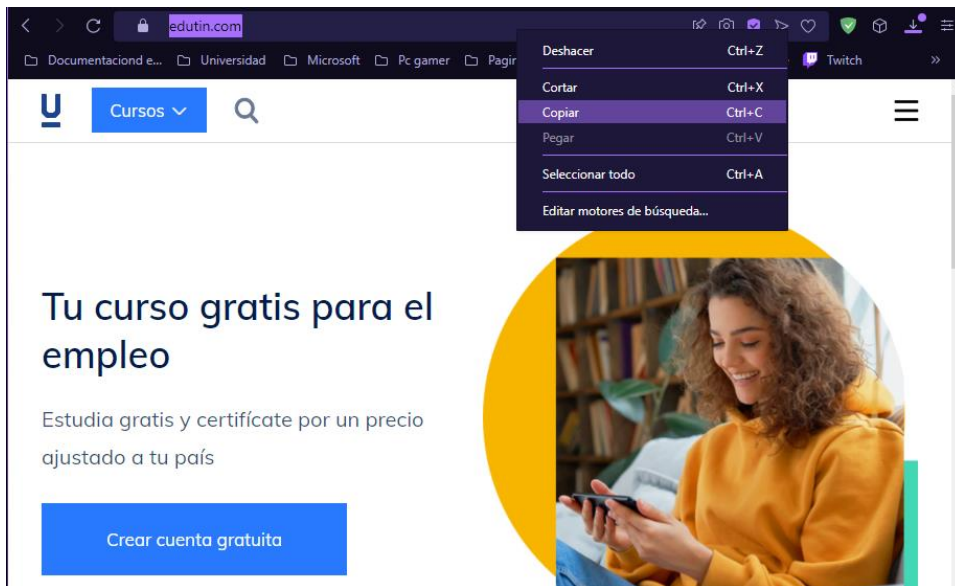 edutin.com
Documentaciond e... Universidad Microsoft Pc gamer Pagir Twitch
Deshacer Ctrl+Z
Cortar Ctrl+X
Copiar Ctrl+C
Pegar Ctrl+V
Seleccionar todo Ctrl+A
Editar motores de búsqueda...
U Cursos
Tu curso gratis para el
empleo
Estudia gratis y certifícate por un precio
ajustado a tu país
Crear cuenta gratuita